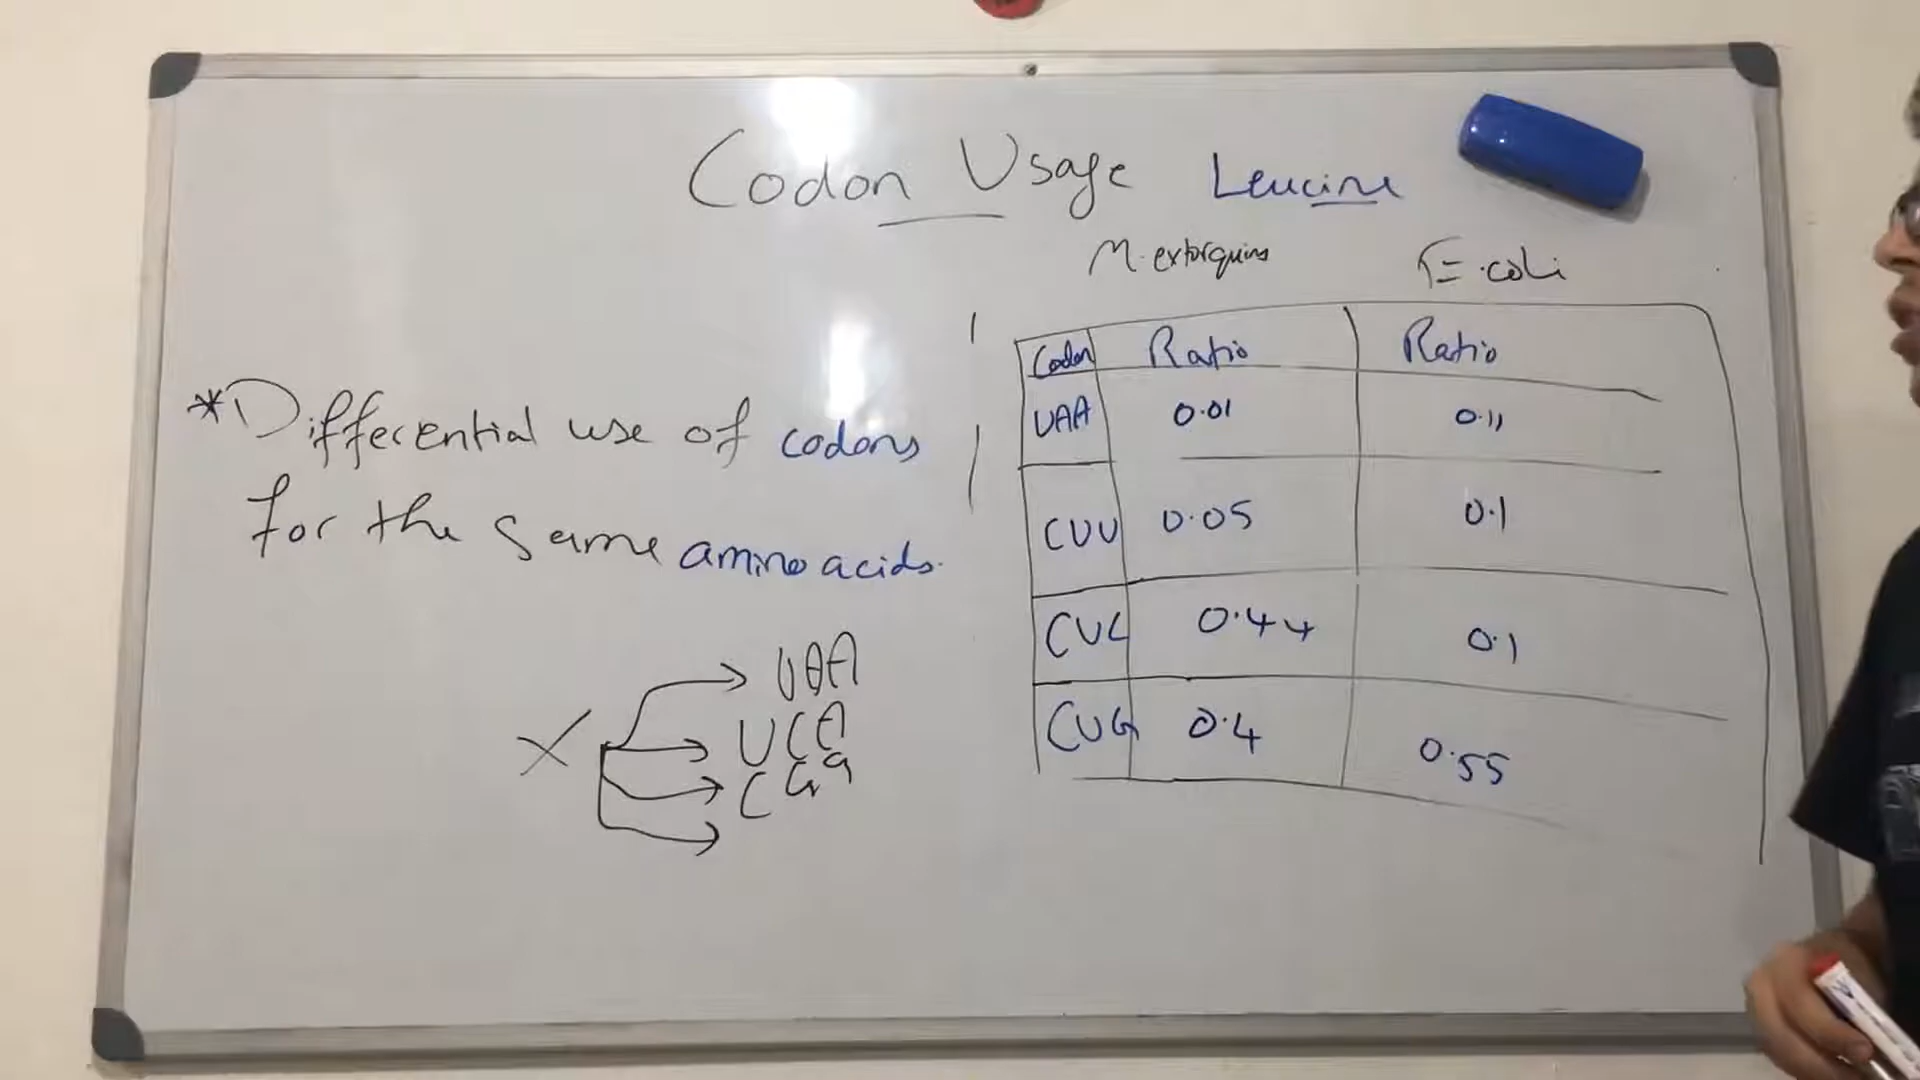 Codon Usage Leucine
M. extorquins E. coli
Codon Ratio Ratio
UAA 0.01 0.11
CUU 0.05 0.1
CUC 0.44 0.1
CUG 0.4 0.55
*Differential use of codons
for the same amino acids.
X
UAA
UCA
CGG